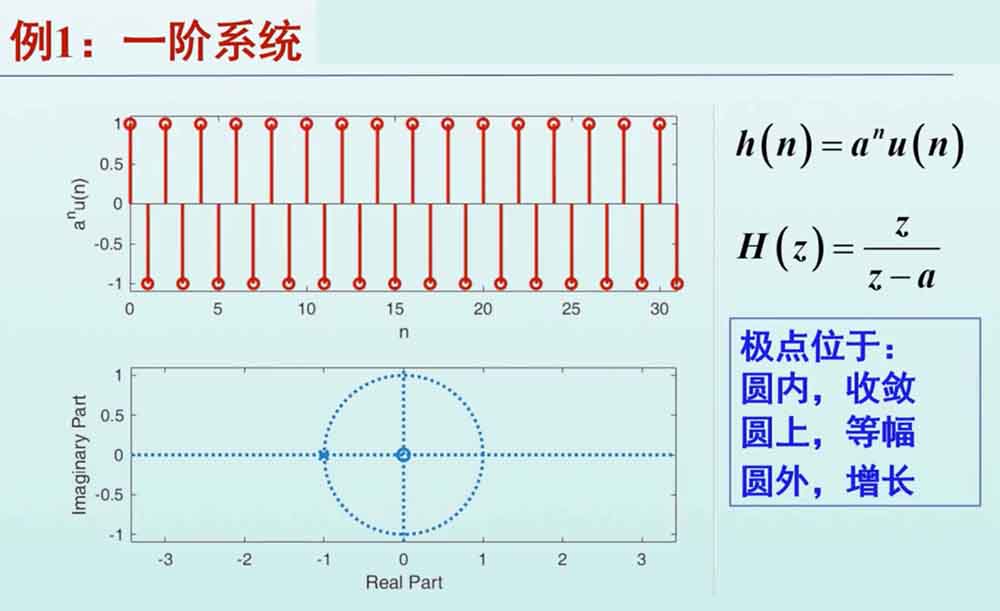 例1：一阶系统
1
0.5
0
-0.5
-1
aⁿu(n)
0 5 10 15 20 25 30
n
h(n)=aⁿu(n)
H(z)=z/(z−a)
1
0.5
0
-0.5
-1
Imaginary Part
-3 -2 -1 0 1 2 3
Real Part
极点位于：
圆内，收敛
圆上，等幅
圆外，增长